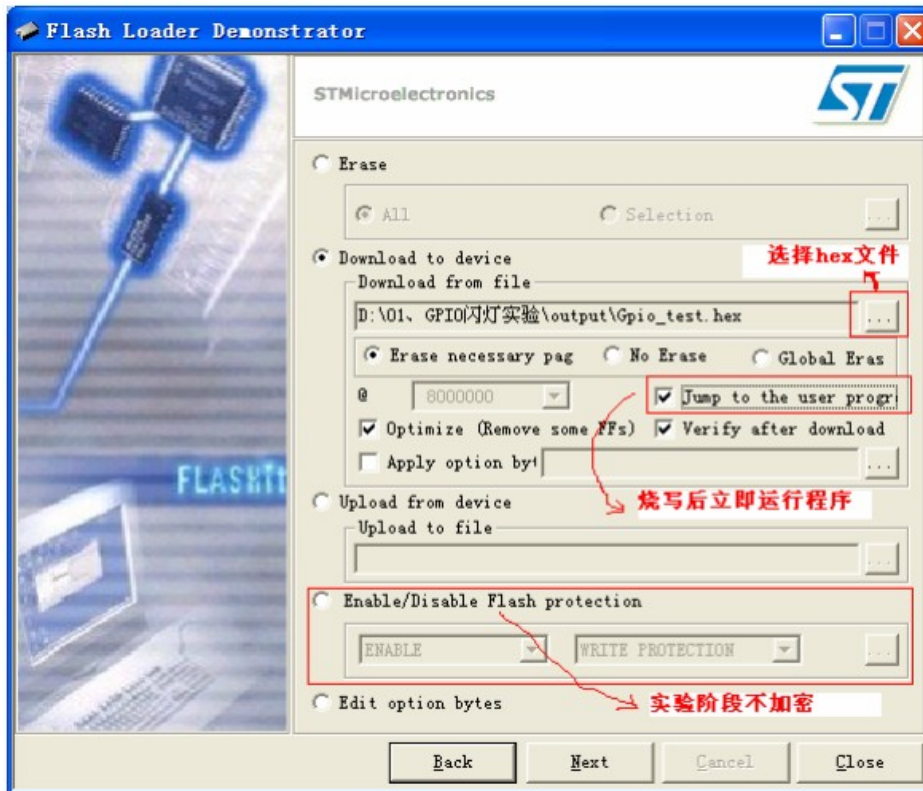 Flash Loader Demonstrator
STMicroelectronics
ST
Erase
All
Selection
...
Download to device
选择hex文件
Download from file
D:\01、GPIO闪灯实验\output\Gpio_test.hex
...
Erase necessary pag
No Erase
Global Eras
@
8000000
Jump to the user progr
Optimize (Remove some FFs)
Verify after download
Apply option byt
...
FLASHTt
Upload from device
烧写后立即运行程序
Upload to file
...
Enable/Disable Flash protection
ENABLE
WRITE PROTECTION
...
Edit option bytes
实验阶段不加密
Back
Next
Cancel
Close